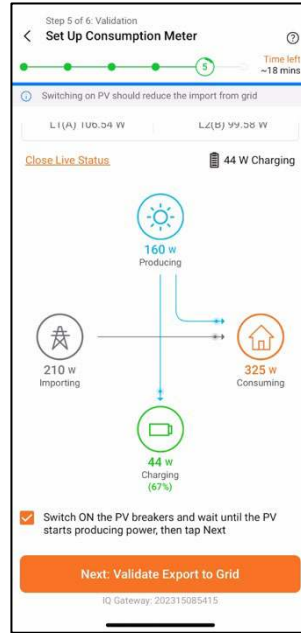 Step 5 of 6: Validation
Set Up Consumption Meter
?
5
Time left
~18 mins
Switching on PV should reduce the import from grid
L1(A) 106.54 W
L2(B) 99.58 W
Close Live Status
44 W Charging
160 W
Producing
210 W
Importing
325 W
Consuming
44 W
Charging
(67%)
Switch ON the PV breakers and wait until the PV
starts producing power, then tap Next
Next: Validate Export to Grid
IQ Gateway: 202315085415